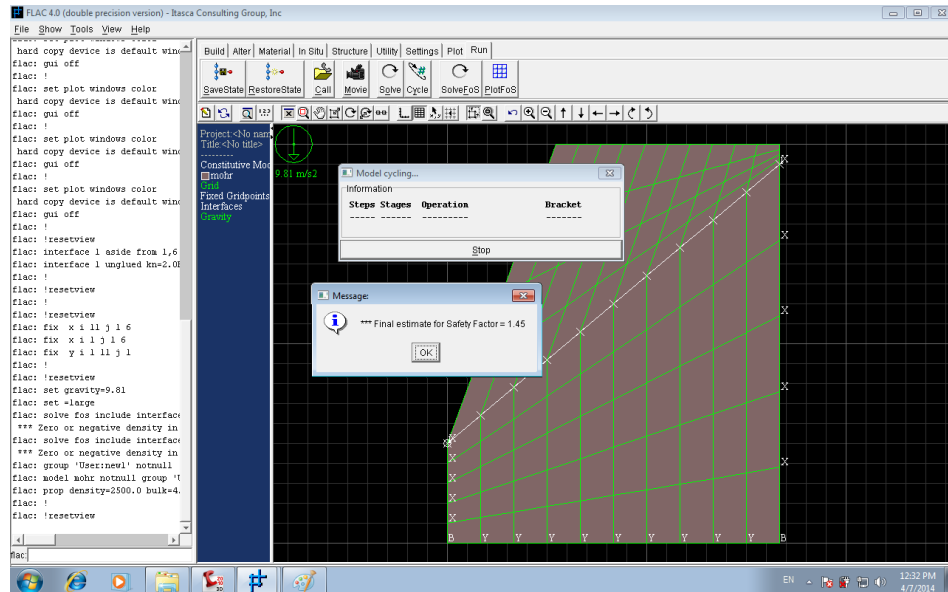 FLAC 4.0 (double precision version) - Itasca Consulting Group, Inc
File Show Tools View Help
hard copy device is default wind
flac: gui off
flac: !
flac: set plot windows color
hard copy device is default wind
flac: gui off
flac: !
flac: set plot windows color
hard copy device is default wind
flac: gui off
flac: !
flac: set plot windows color
hard copy device is default wind
flac: gui off
flac: !
flac: !resetview
flac: interface 1 aside from 1,6
flac: interface 1 unglued kn=2.0E
flac: !
flac: !resetview
flac: !
flac: !resetview
flac: !
flac: fix x i 11 j 1 6
flac: fix x i 1 j 1 6
flac: fix y i 1 11 j 1
flac: !
flac: !resetview
flac: set gravity=9.81
flac: set =large
flac: solve fos include interface
*** Zero or negative density in
flac: solve fos include interface
*** Zero or negative density in
flac: group 'User:new1' notnull
flac: model mohr notnull group 'U
flac: prop density=2500.0 bulk=4.
flac: !
flac: !resetview
flac:
Build Alter Material In Situ Structure Utility Settings Plot Run
SaveState RestoreState Call Movie Solve Cycle SolveFoS PlotFoS
Project:<No nam
Title:<No title>
----------
Constitutive Mod
mohr
Grid
Fixed Gridpoints
Interfaces
Gravity
9.81 m/s2
Model cycling...
Information
Steps Stages Operation Bracket
----- ------ --------- -------
Stop
Message:
*** Final estimate for Safety Factor = 1.45
OK
X
X
X
X
X
X
X
X
X
X
B Y Y Y Y Y Y Y Y Y B
EN
12:32 PM
4/7/2014